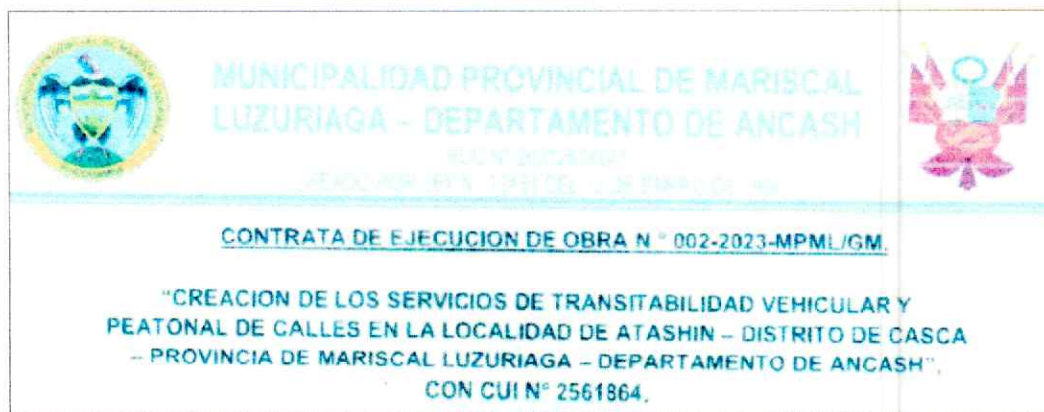 MUNICIPALIDAD PROVINCIAL DE MARISCAL
LUZURIAGA – DEPARTAMENTO DE ANCASH
CONTRATA DE EJECUCION DE OBRA N° 002-2023-MPML/GM.
"CREACION DE LOS SERVICIOS DE TRANSITABILIDAD VEHICULAR Y
PEATONAL DE CALLES EN LA LOCALIDAD DE ATASHIN – DISTRITO DE CASCA
– PROVINCIA DE MARISCAL LUZURIAGA – DEPARTAMENTO DE ANCASH",
CON CUI N° 2561864.